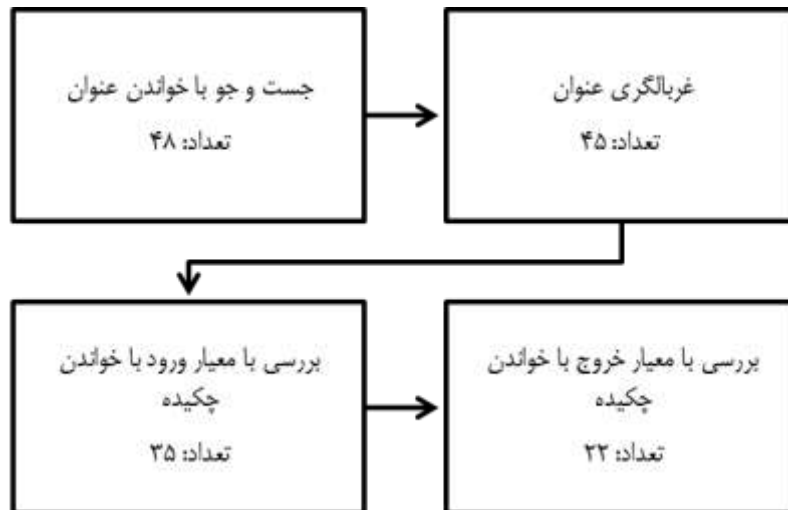 جست و جو با خواندن عنوان
تعداد: ۴۸
غربالگری عنوان
تعداد: ۴۵
بررسی با معیار ورود با خواندن
چکیده
تعداد: ۳۵
بررسی با معیار خروج با خواندن
چکیده
تعداد: ۲۲